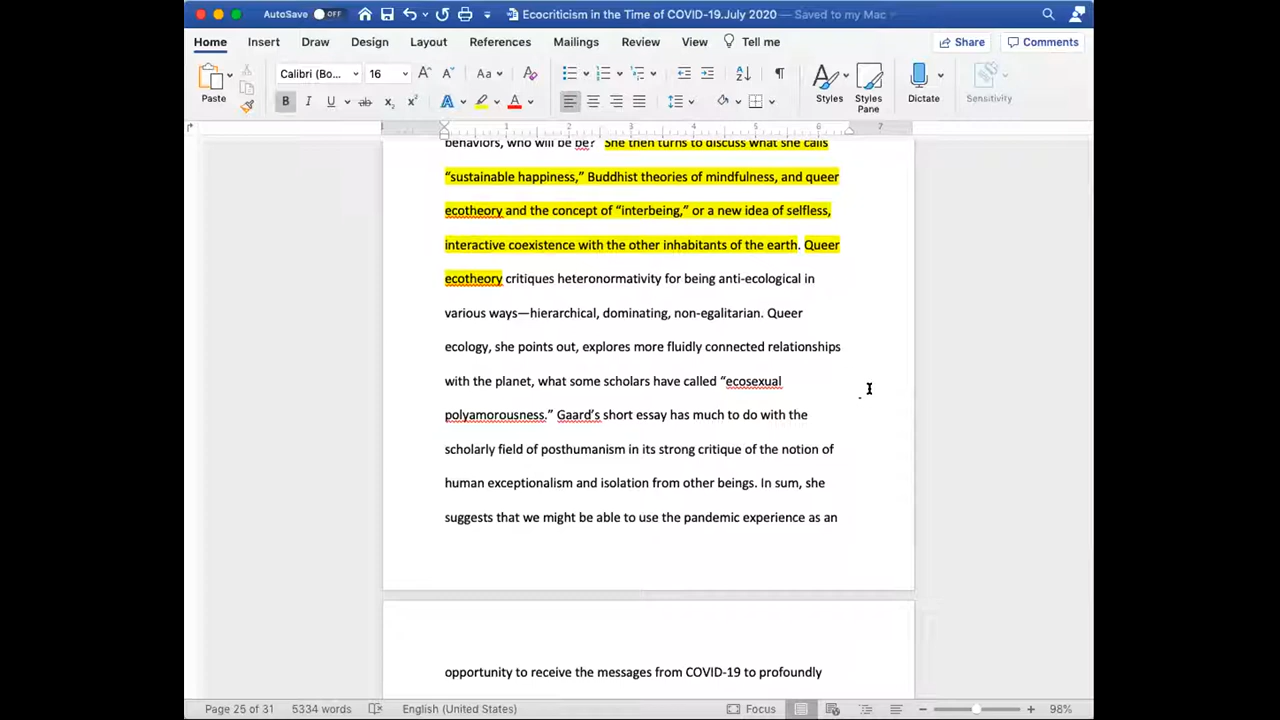 AutoSave OFF Ecocriticism in the Time of COVID-19.July 2020 — Saved to my Mac
Home Insert Draw Design Layout References Mailings Review View Tell me Share Comments
Calibri (Bo... 16
Paste Styles Styles Pane Dictate Sensitivity
1 1 2 3 4 5 6 7
behaviors, who will be be? She then turns to discuss what she calls
“sustainable happiness,” Buddhist theories of mindfulness, and queer
ecotheory and the concept of “interbeing,” or a new idea of selfless,
interactive coexistence with the other inhabitants of the earth. Queer
ecotheory critiques heteronormativity for being anti-ecological in
various ways—hierarchical, dominating, non-egalitarian. Queer
ecology, she points out, explores more fluidly connected relationships
with the planet, what some scholars have called “ecosexual
polyamorousness.” Gaard’s short essay has much to do with the
scholarly field of posthumanism in its strong critique of the notion of
human exceptionalism and isolation from other beings. In sum, she
suggests that we might be able to use the pandemic experience as an
opportunity to receive the messages from COVID-19 to profoundly
Page 25 of 31 5334 words English (United States) Focus 98%